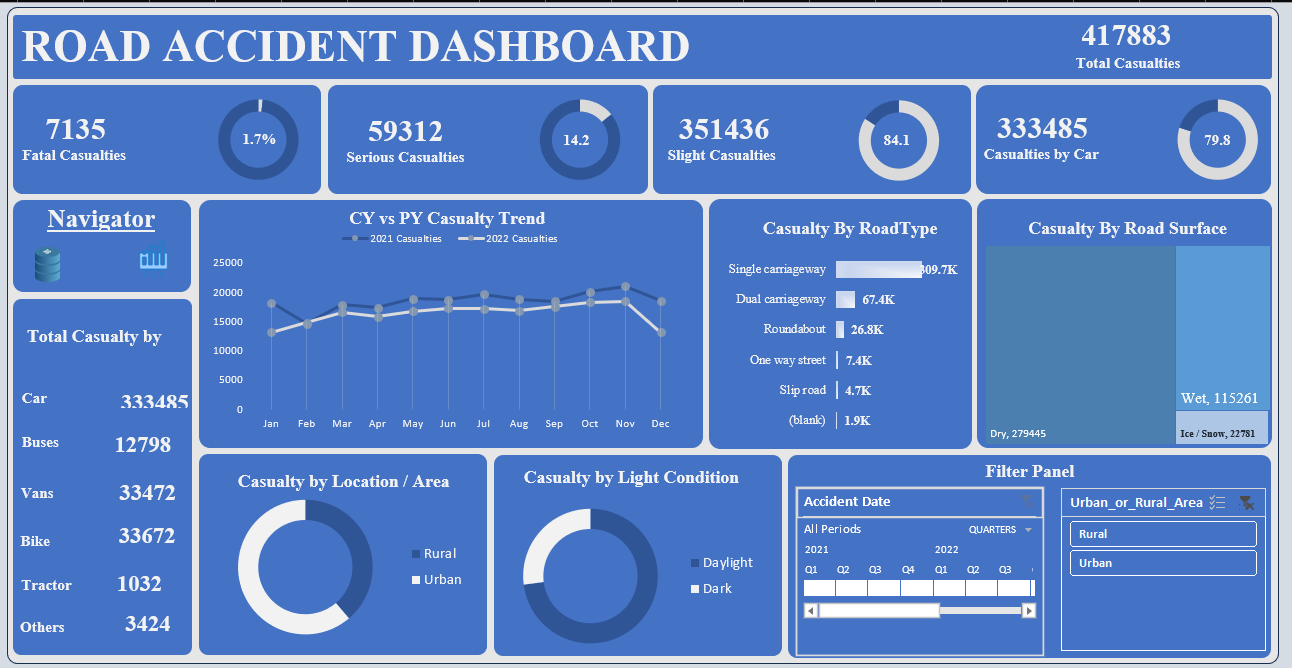 ROAD ACCIDENT DASHBOARD
417883
Total Casualties
7135
Fatal Casualties
1.7%
59312
Serious Casualties
14.2
351436
Slight Casualties
84.1
333485
Casualties by Car
79.8
Navigator
Total Casualty by
Car 333485
Buses 12798
Vans 33472
Bike 33672
Tractor 1032
Others 3424
CY vs PY Casualty Trend
2021 Casualties 2022 Casualties
25000
20000
15000
10000
5000
0
Jan Feb Mar Apr May Jun Jul Aug Sep Oct Nov Dec
Casualty By RoadType
Single carriageway 309.7K
Dual carriageway 67.4K
Roundabout 26.8K
One way street 7.4K
Slip road 4.7K
(blank) 1.9K
Casualty By Road Surface
Dry, 279445
Wet, 115261
Ice / Snow, 22781
Casualty by Location / Area
Rural
Urban
Casualty by Light Condition
Daylight
Dark
Filter Panel
Accident Date
All Periods QUARTERS
2021 2022
Q1 Q2 Q3 Q4 Q1 Q2 Q3
Urban_or_Rural_Area
Rural
Urban